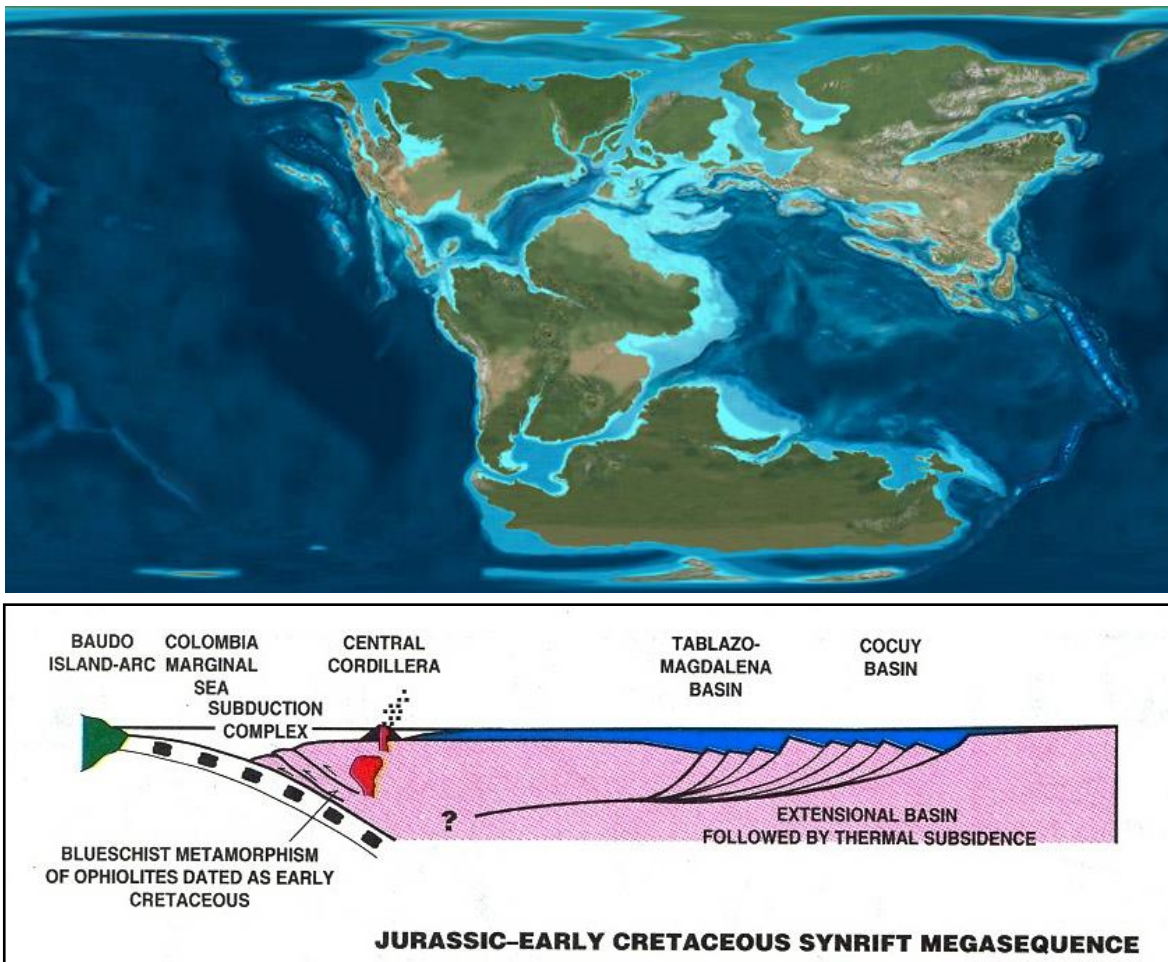 BAUDO
ISLAND-ARC
COLOMBIA
MARGINAL
SEA
SUBDUCTION
COMPLEX
CENTRAL
CORDILLERA
TABLAZO-
MAGDALENA
BASIN
COCUY
BASIN
?
EXTENSIONAL BASIN
FOLLOWED BY THERMAL SUBSIDENCE
BLUESCHIST METAMORPHISM
OF OPHIOLITES DATED AS EARLY
CRETACEOUS
JURASSIC–EARLY CRETACEOUS SYNRIFT MEGASEQUENCE